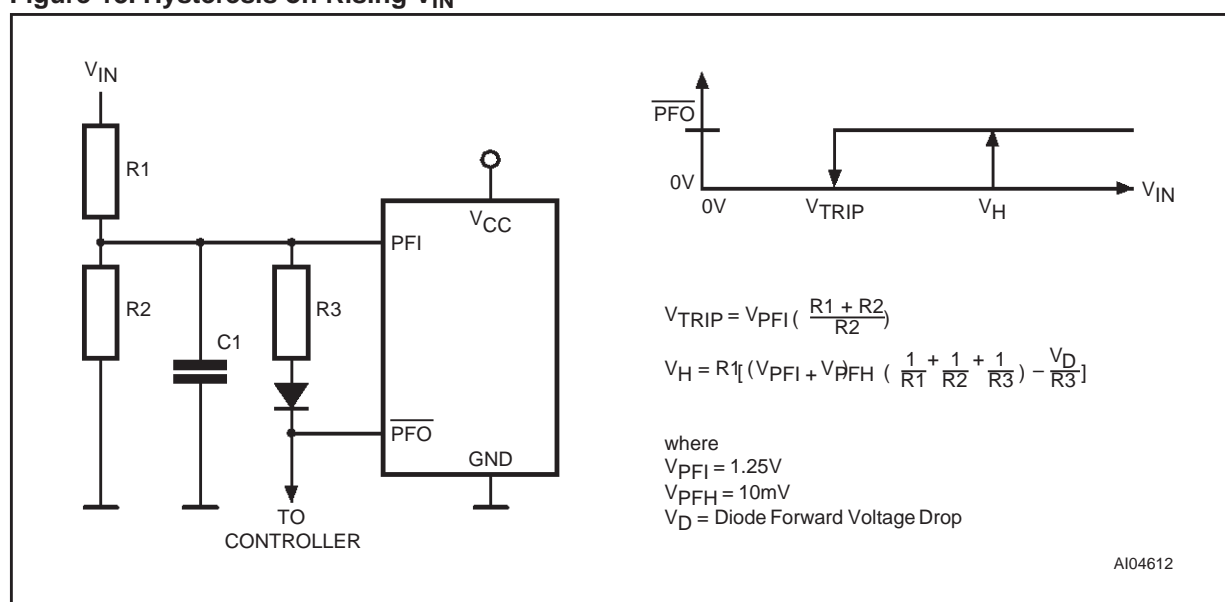 Figure 13. Hysteresis on Rising VIN
VIN
R1
R2
C1
R3
PFI
VCC
PFO
GND
TO
CONTROLLER
PFO
0V
0V
VTRIP
VH
VIN
VTRIP = VPFI ( R1 + R2 / R2 )
VH = R1[ (VPFI + VPFH) ( 1/R1 + 1/R2 + 1/R3 ) – VD/R3 ]
where
VPFI = 1.25V
VPFH = 10mV
VD = Diode Forward Voltage Drop
AI04612